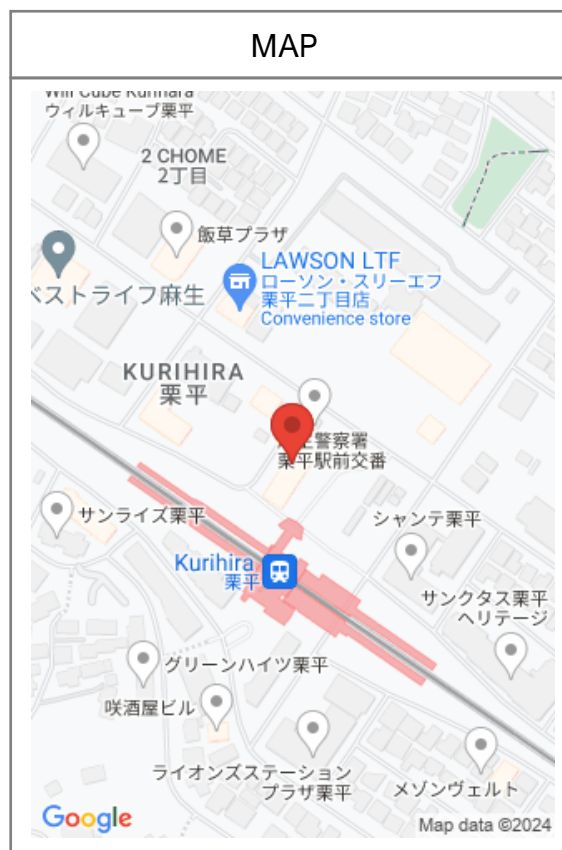 MAP
ウィルキューブ栗平
2 CHOME
2丁目
飯草プラザ
LAWSON LTF
ローソン・スリーエフ
栗平二丁目店
Convenience store
ベストライフ麻生
KURIHIRA
栗平
警察署
栗平駅前交番
サンライズ栗平
シャンテ栗平
Kurihira
栗平
サンクタス栗平
ヘリテージ
グリーンハイツ栗平
咲酒屋ビル
ライオンズステーション
プラザ栗平
メゾンヴェルト
Google
Map data ©2024